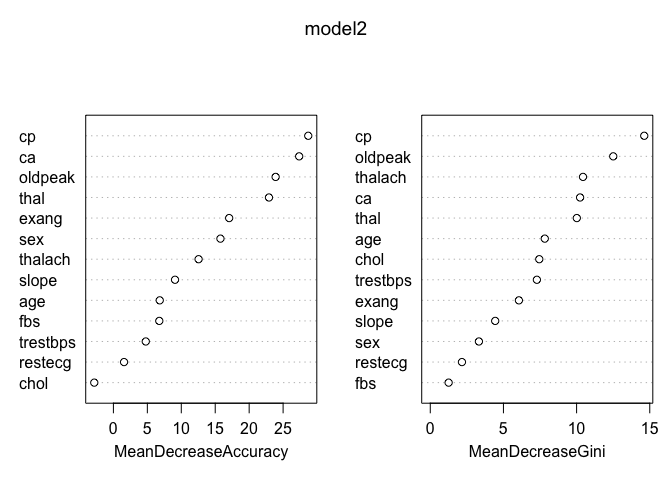 model2
cp
ca
oldpeak
thal
exang
sex
thalach
slope
age
fbs
trestbps
restecg
chol
0 5 10 15 20 25
MeanDecreaseAccuracy
cp
oldpeak
thalach
ca
thal
age
chol
trestbps
exang
slope
sex
restecg
fbs
0 5 10 15
MeanDecreaseGini